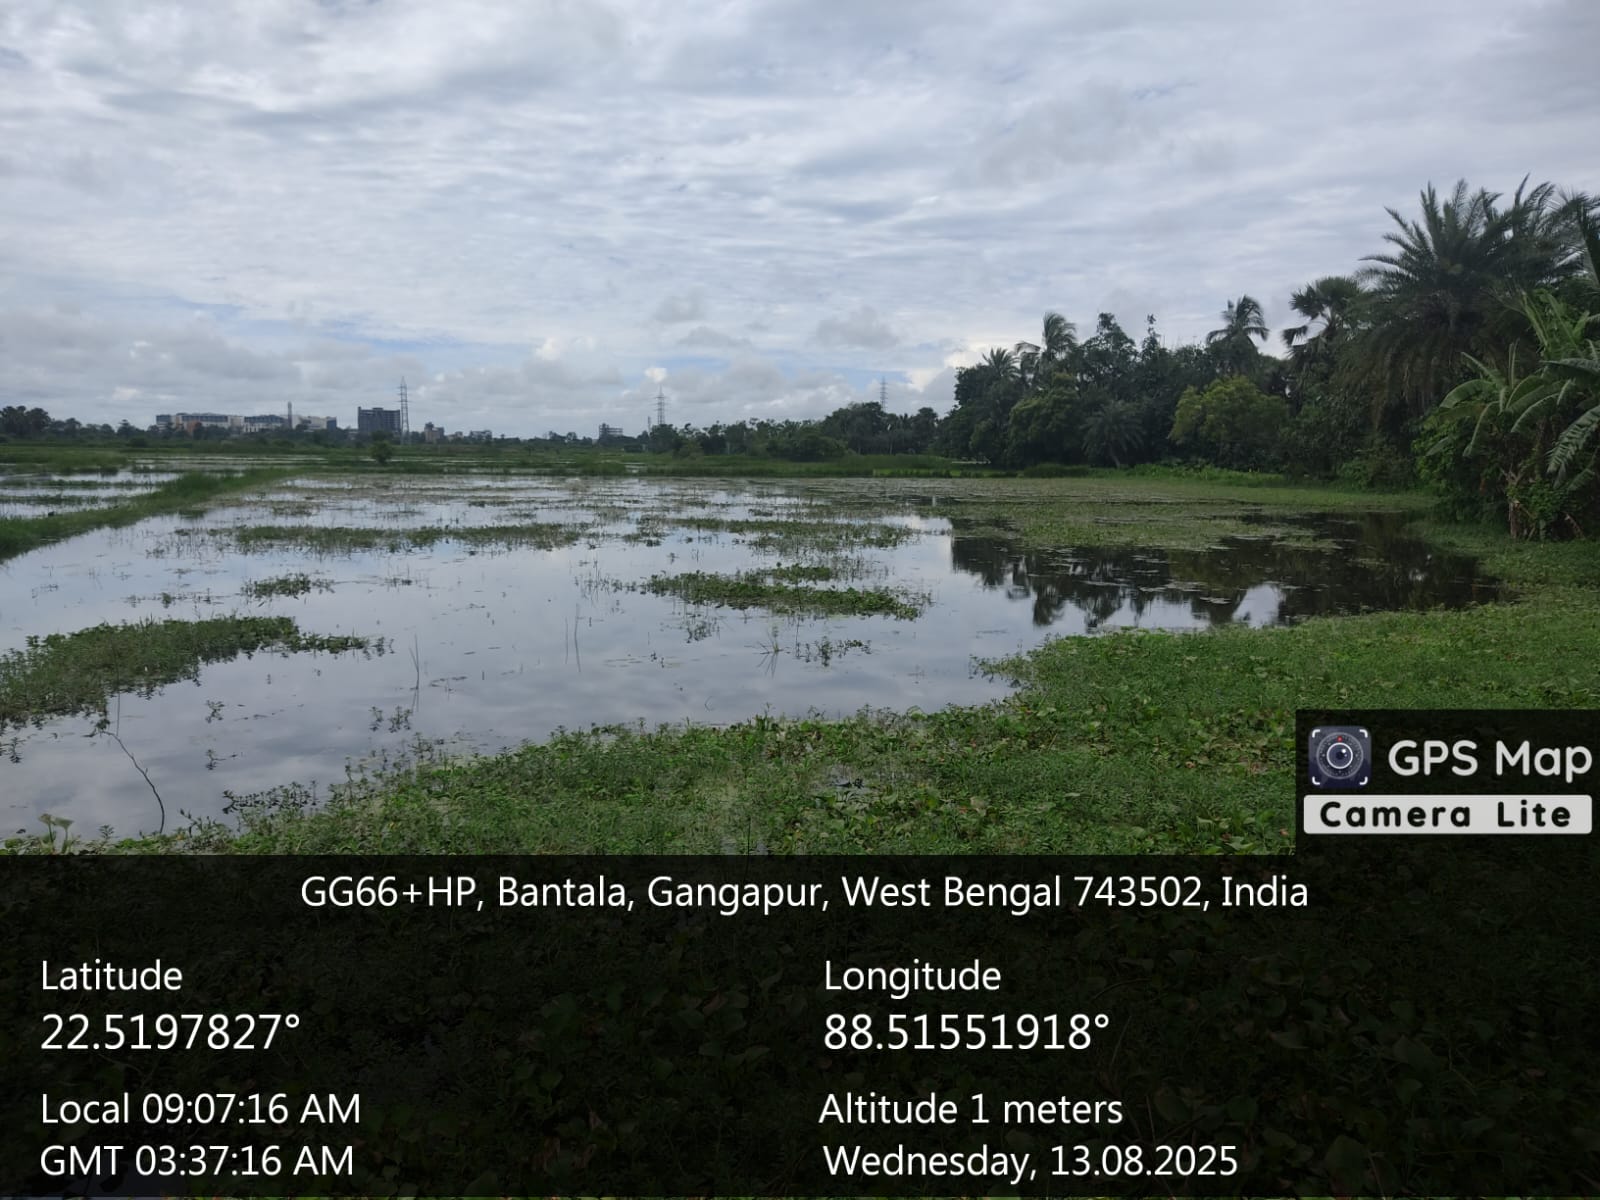 GPS Map
Camera Lite
GG66+HP, Bantala, Gangapur, West Bengal 743502, India
Latitude
22.5197827°
Longitude
88.51551918°
Local 09:07:16 AM
GMT 03:37:16 AM
Altitude 1 meters
Wednesday, 13.08.2025